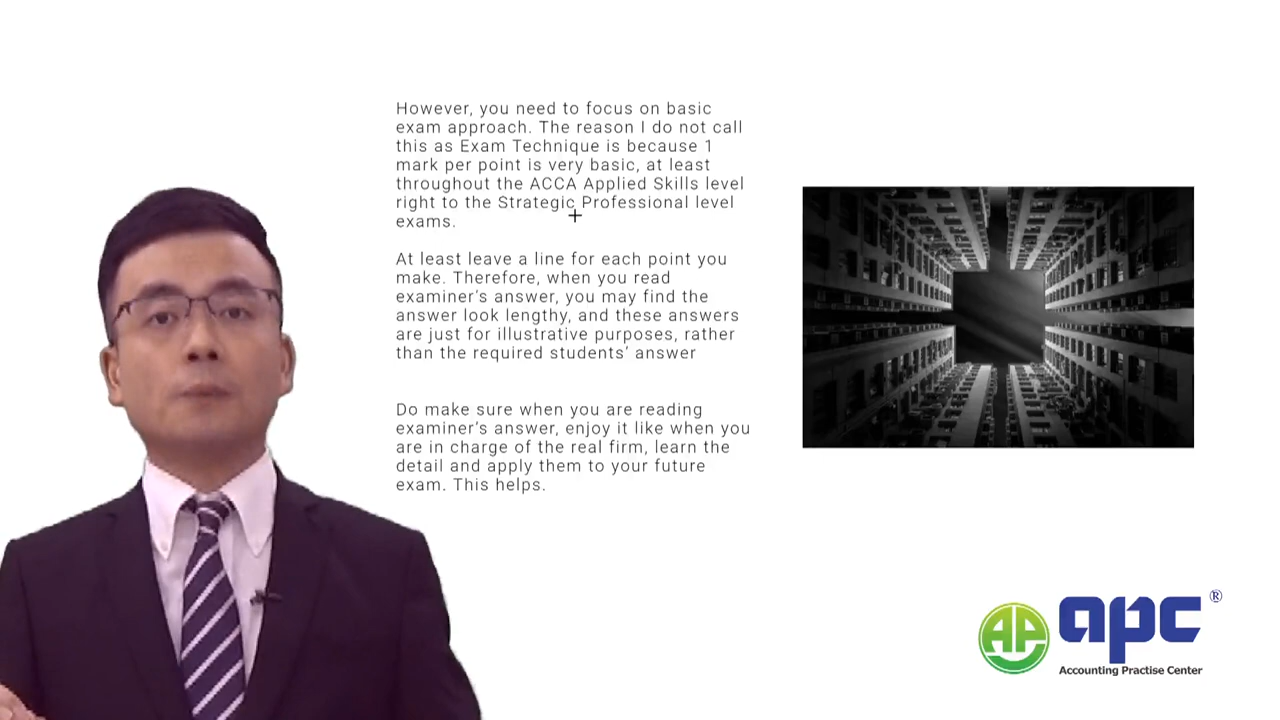 However, you need to focus on basic
exam approach. The reason I do not call
this as Exam Technique is because 1
mark per point is very basic, at least
throughout the ACCA Applied Skills level
right to the Strategic Professional level
exams.
At least leave a line for each point you
make. Therefore, when you read
examiner's answer, you may find the
answer look lengthy, and these answers
are just for illustrative purposes, rather
than the required students' answer
Do make sure when you are reading
examiner's answer, enjoy it like when you
are in charge of the real firm, learn the
detail and apply them to your future
exam. This helps.
AP apc ®
Accounting Practise Center